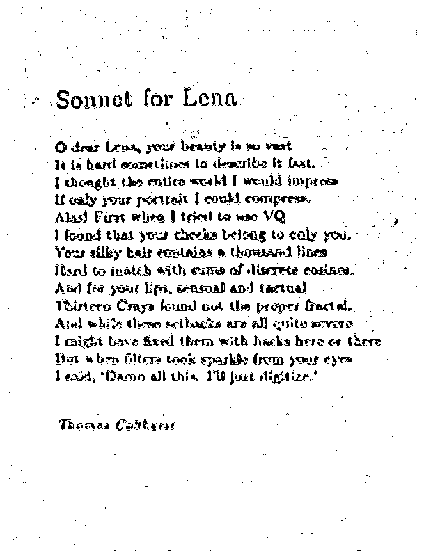 Sonnet for Lena
O dear Lena, your beauty is so vast
It is hard sometimes to describe it fast.
I thought the entire world I would impress
If only your portrait I could compress.
Alas! First when I tried to use VQ
I found that your cheeks belong to only you.
Your silky hair contains a thousand lines
Hard to match with sums of discrete cosines.
And for your lips, sensual and tactual
Thirteen Crays found not the proper fractal.
And while these setbacks are all quite severe
I might have fixed them with hacks here or there
But when filters took sparkle from your eyes
I said, 'Damn all this. I'll just digitize.'
Thomas Colthurst